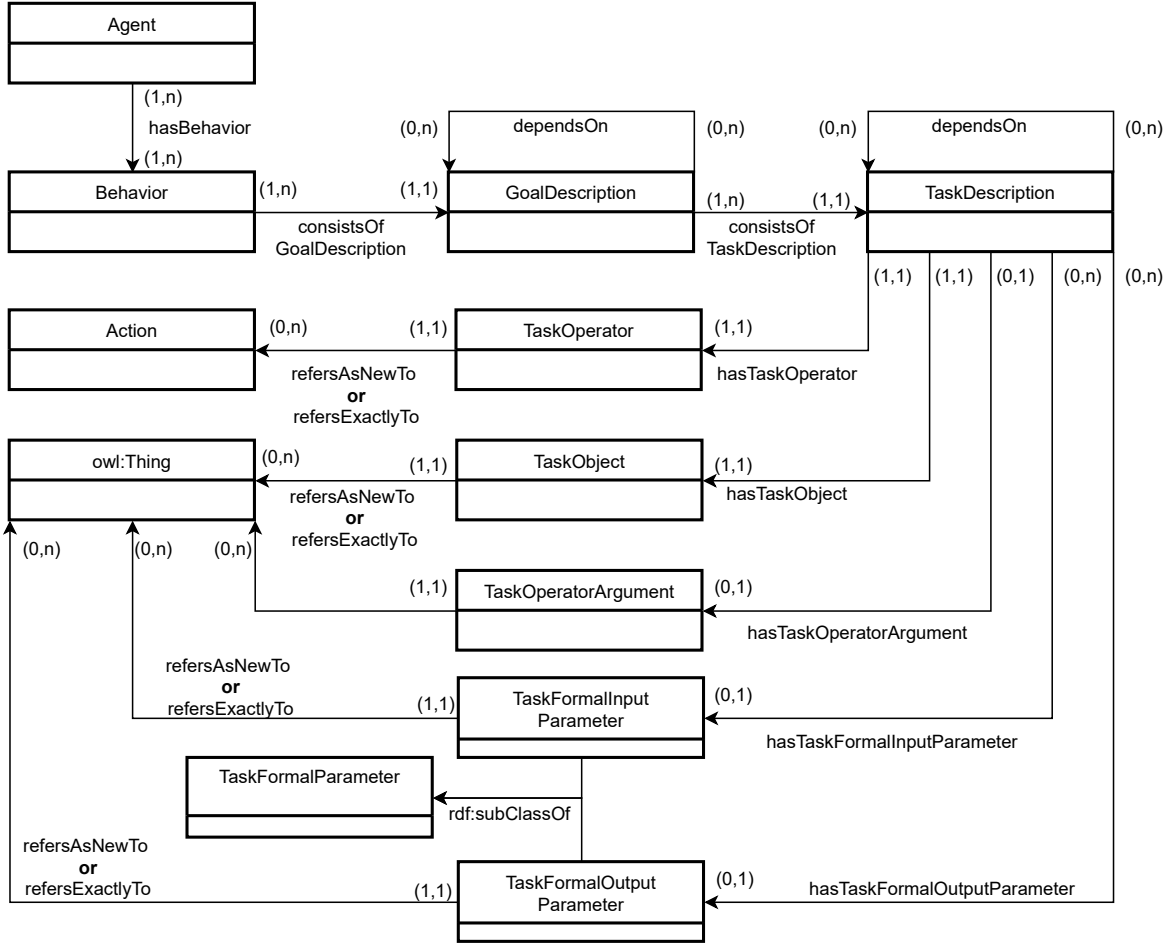 Agent
(1,n)
hasBehavior
(1,n)
Behavior
(1,n)
(1,1)
consistsOf
GoalDescription
(0,n)
dependsOn
(0,n)
GoalDescription
(1,n)
(1,1)
consistsOf
TaskDescription
(0,n)
dependsOn
(0,n)
TaskDescription
(1,1)
(1,1)
(0,1)
(0,n)
(0,n)
Action
(0,n)
(1,1)
TaskOperator
(1,1)
hasTaskOperator
refersAsNewTo
or
refersExactlyTo
owl:Thing
(0,n)
(1,1)
TaskObject
(1,1)
hasTaskObject
refersAsNewTo
or
refersExactlyTo
(0,n)
(0,n)
(0,n)
(1,1)
TaskOperatorArgument
(0,1)
hasTaskOperatorArgument
refersAsNewTo
or
refersExactlyTo
(1,1)
TaskFormalInput
Parameter
(0,1)
hasTaskFormalInputParameter
TaskFormalParameter
rdf:subClassOf
refersAsNewTo
or
refersExactlyTo
(1,1)
TaskFormalOutput
Parameter
(0,1)
hasTaskFormalOutputParameter